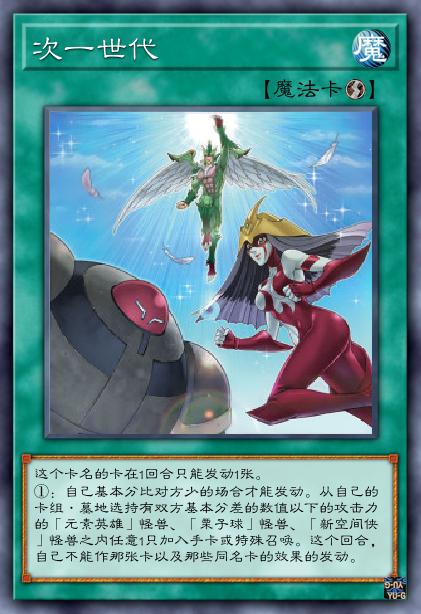 次一世代
魔
【魔法卡】
这个卡名的卡在1回合只能发动1张。
①：自己基本分比对方少的场合才能发动。从自己的
卡组·墓地选持有双方基本分差的数值以下的攻击力
的「元素英雄」怪兽、「栗子球」怪兽、「新空间侠」
怪兽之内任意1只加入手卡或特殊召唤。这个回合，
自己不能作那张卡以及那些同名卡的效果的发动。